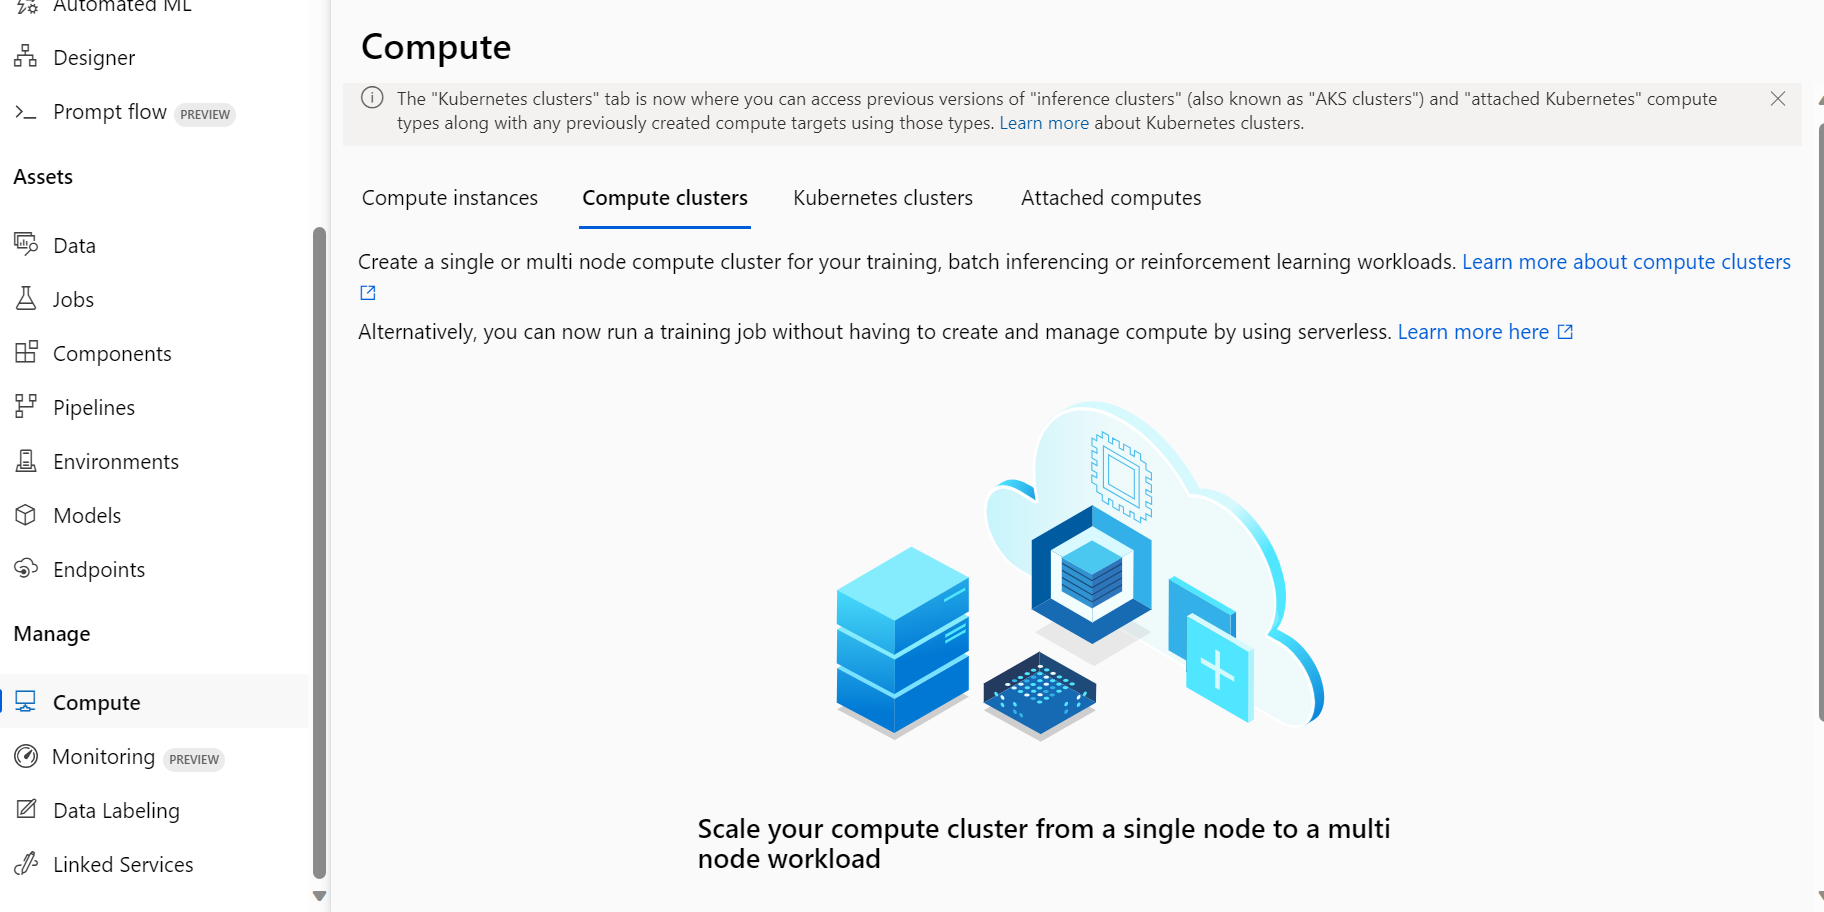 Automated ML
Designer
Prompt flow PREVIEW
Assets
Data
Jobs
Components
Pipelines
Environments
Models
Endpoints
Manage
Compute
Monitoring PREVIEW
Data Labeling
Linked Services
Compute
The "Kubernetes clusters" tab is now where you can access previous versions of "inference clusters" (also known as "AKS clusters") and "attached Kubernetes" compute
types along with any previously created compute targets using those types. Learn more about Kubernetes clusters.
Compute instances Compute clusters Kubernetes clusters Attached computes
Create a single or multi node compute cluster for your training, batch inferencing or reinforcement learning workloads. Learn more about compute clusters
Alternatively, you can now run a training job without having to create and manage compute by using serverless. Learn more here
Scale your compute cluster from a single node to a multi
node workload